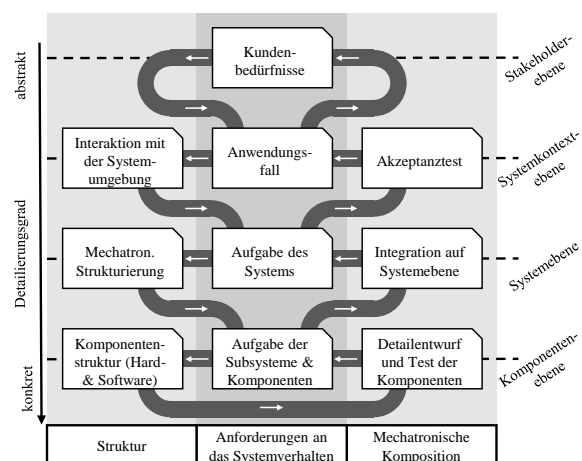 abstrakt
Detailierungsgrad
konkret
Kunden-
bedürfnisse
Stakeholder-
ebene
Interaktion mit
der System-
umgebung
Anwendungs-
fall
Akzeptanztest
Systemkontext-
ebene
Mechatron.
Strukturierung
Aufgabe des
Systems
Integration auf
Systemebene
Systemebene
Komponenten-
struktur (Hard-
& Software)
Aufgabe der
Subsysteme &
Komponenten
Detailentwurf
und Test der
Komponenten
Komponenten-
ebene
Struktur
Anforderungen an
das Systemverhalten
Mechatronische
Komposition